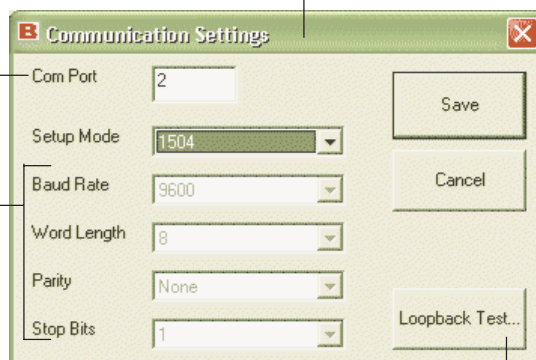 B Communication Settings
Com Port 2
Save
Setup Mode 1504
Baud Rate 9600
Cancel
Word Length 8
Parity None
Stop Bits 1
Loopback Test...